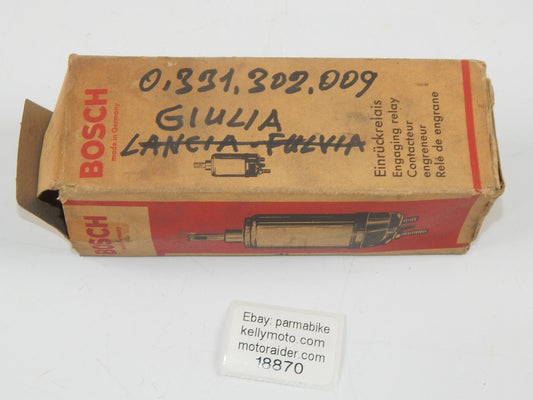 0.331.302.009
GIULIA
LANCIA-FULVIA
BOSCH
made in Germany
Einrückrelais
Engaging relay
Contacteur
engreneur
Relé de engrane
BOSCH
Ebay: parmabike
kellymoto.com
motoraider.com
18870